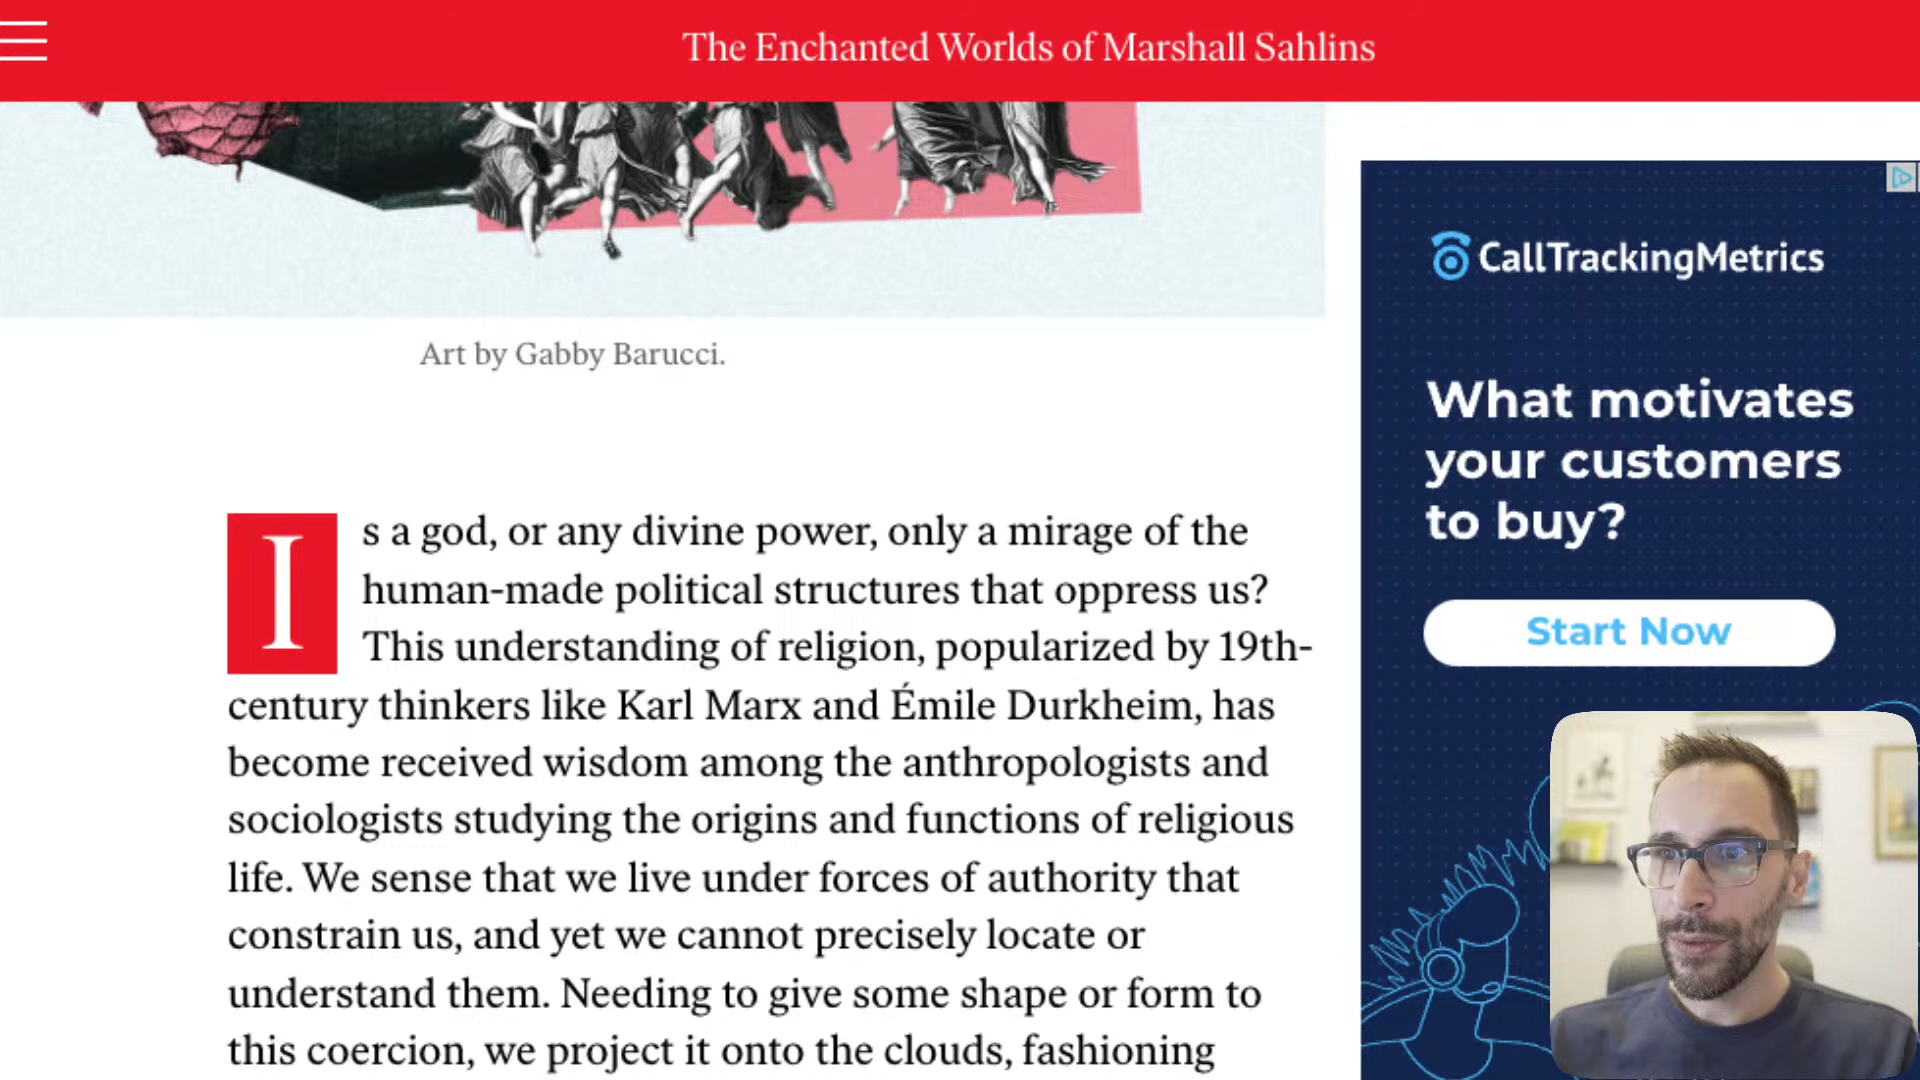 The Enchanted Worlds of Marshall Sahlins
Art by Gabby Barucci.
Is a god, or any divine power, only a mirage of the
human-made political structures that oppress us?
This understanding of religion, popularized by 19th-
century thinkers like Karl Marx and Émile Durkheim, has
become received wisdom among the anthropologists and
sociologists studying the origins and functions of religious
life. We sense that we live under forces of authority that
constrain us, and yet we cannot precisely locate or
understand them. Needing to give some shape or form to
this coercion, we project it onto the clouds, fashioning
CallTrackingMetrics
What motivates
your customers
to buy?
Start Now